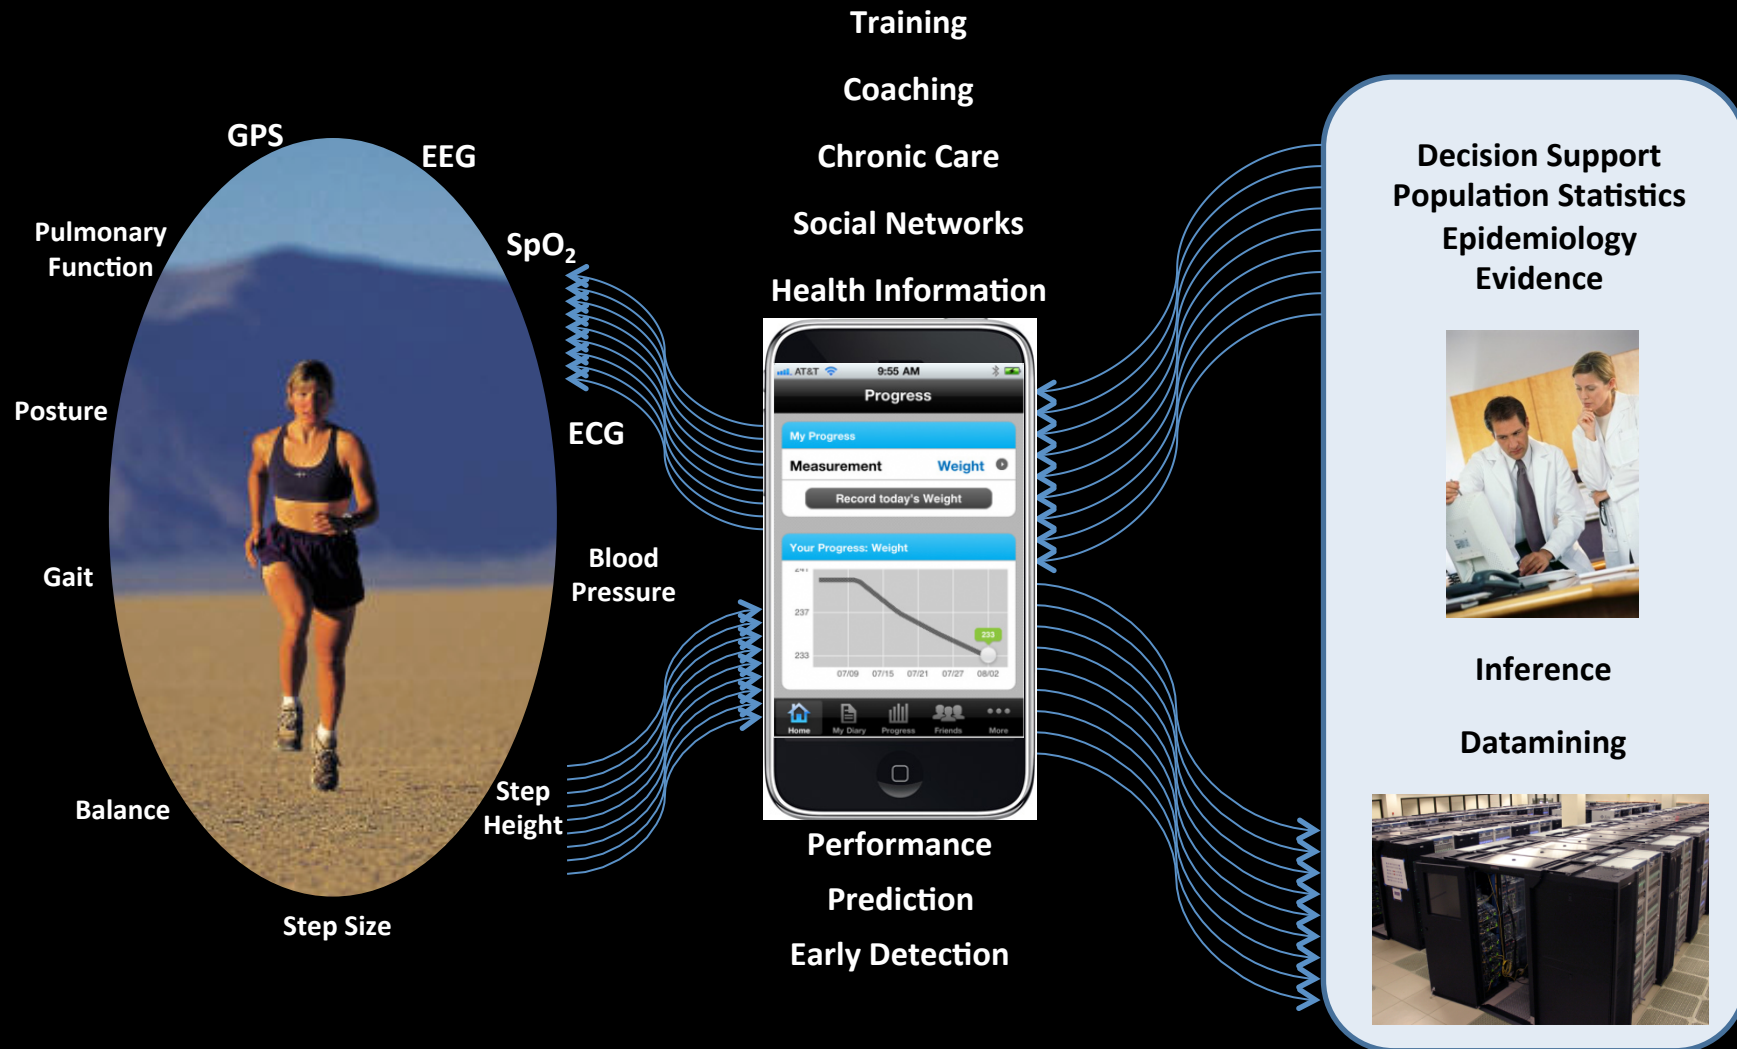 Training
Coaching
Chronic Care
Social Networks
Health Information
GPS
EEG
Pulmonary
Function
SpO₂
Posture
ECG
Gait
Blood
Pressure
Balance
Step
Height
Step Size
AT&T 9:55 AM
Progress
My Progress
Measurement Weight
Record today's Weight
Your Progress: Weight
241
237
233
233
07/09 07/15 07/21 07/27 08/02
Home My Diary Progress Friends More
Performance
Prediction
Early Detection
Decision Support
Population Statistics
Epidemiology
Evidence
Inference
Datamining